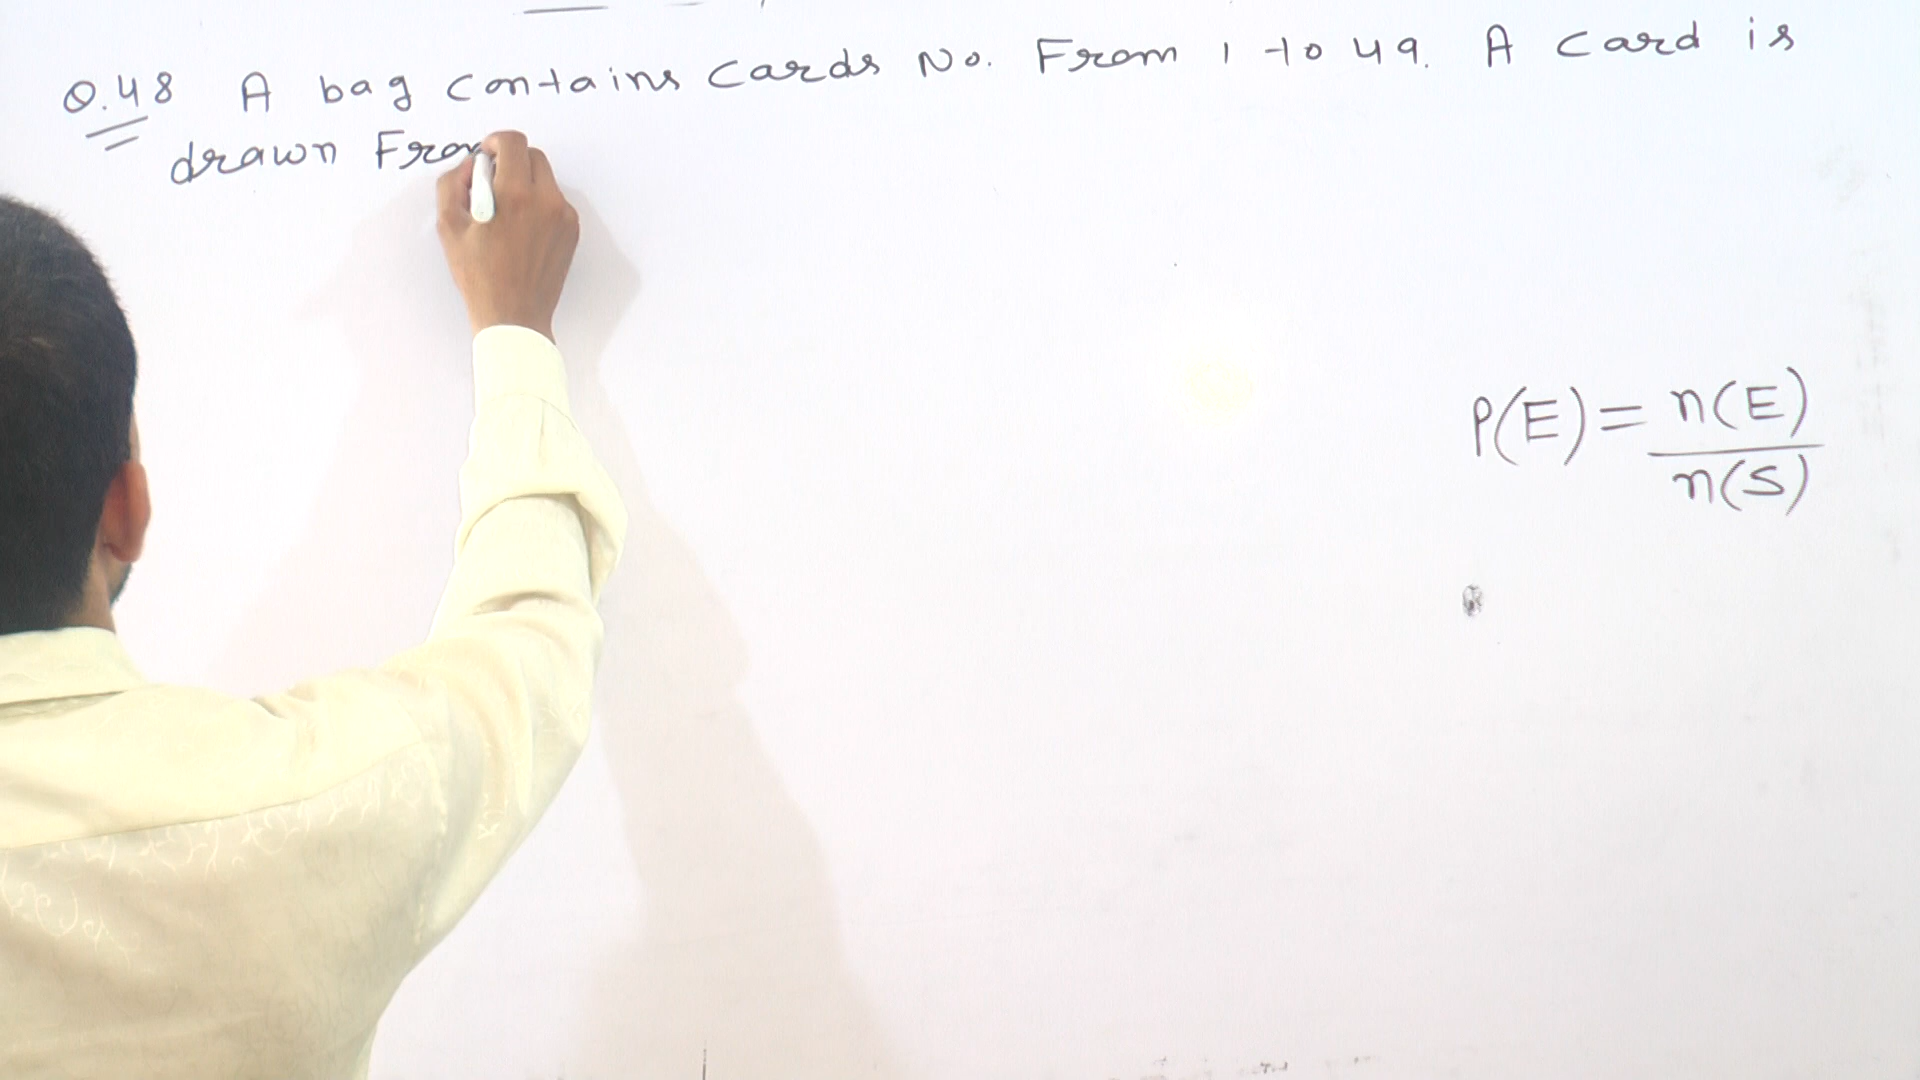 Q.48 A bag contains cards No. From 1 to 49. A card is
drawn From
P(E) = n(E)
n(S)